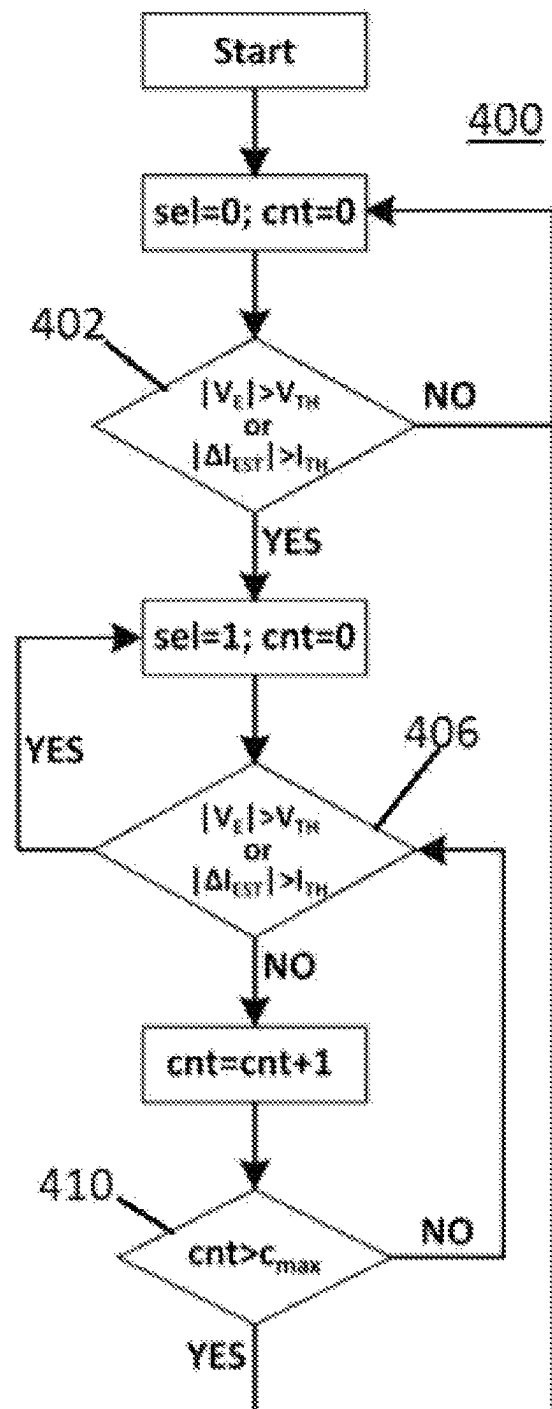 Start
400
sel=0; cnt=0
402
|V_E|>V_TH
or
|ΔI_EST|>I_TH
NO
YES
sel=1; cnt=0
YES
406
|V_E|>V_TH
or
|ΔI_EST|>I_TH
NO
cnt=cnt+1
410
cnt>c_max
NO
YES